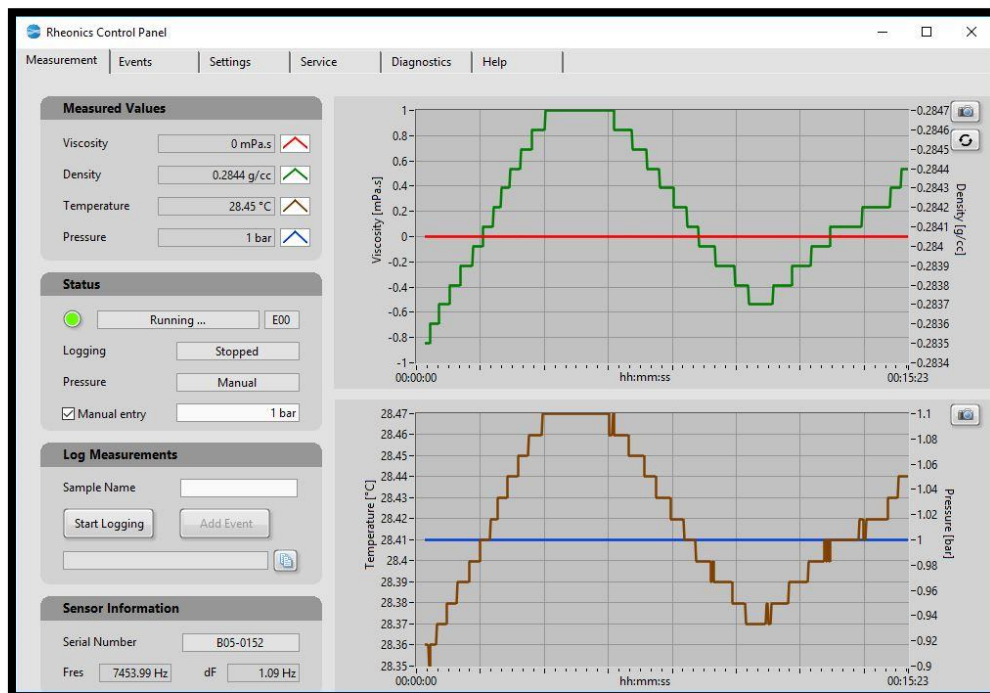 Rheonics Control Panel
Measurement Events Settings Service Diagnostics Help
Measured Values
Viscosity 0 mPa.s
Density 0.2844 g/cc
Temperature 28.45 °C
Pressure 1 bar
Status
Running ... E00
Logging Stopped
Pressure Manual
Manual entry 1 bar
Log Measurements
Sample Name
Start Logging Add Event
Sensor Information
Serial Number B05-0152
Fres 7453.99 Hz dF 1.09 Hz
Viscosity [mPa.s]
1
0.8
0.6
0.4
0.2
0
-0.2
-0.4
-0.6
-0.8
-1
0.2847
0.2846
0.2845
0.2844
0.2843
0.2842
0.2841
0.284
0.2839
0.2838
0.2837
0.2836
0.2835
0.2834
Density [g/cc]
00:00:00 hh:mm:ss 00:15:23
Temperature [°C]
28.47
28.46
28.45
28.44
28.43
28.42
28.41
28.4
28.39
28.38
28.37
28.36
28.35
1.1
1.08
1.06
1.04
1.02
1
0.98
0.96
0.94
0.92
0.9
Pressure [bar]
00:00:00 hh:mm:ss 00:15:23